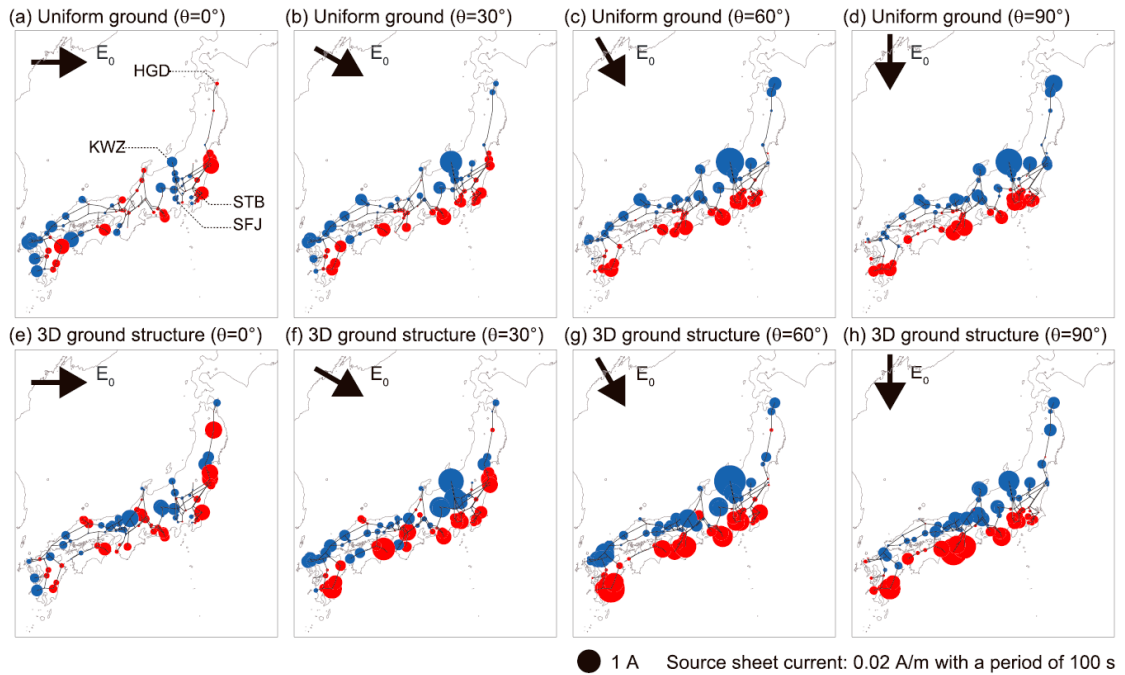 (a) Uniform ground (θ=0°) (b) Uniform ground (θ=30°) (c) Uniform ground (θ=60°) (d) Uniform ground (θ=90°)
E₀ E₀ E₀ E₀
HGD
KWZ
STB
SFJ
(e) 3D ground structure (θ=0°) (f) 3D ground structure (θ=30°) (g) 3D ground structure (θ=60°) (h) 3D ground structure (θ=90°)
E₀ E₀ E₀ E₀
1 A Source sheet current: 0.02 A/m with a period of 100 s